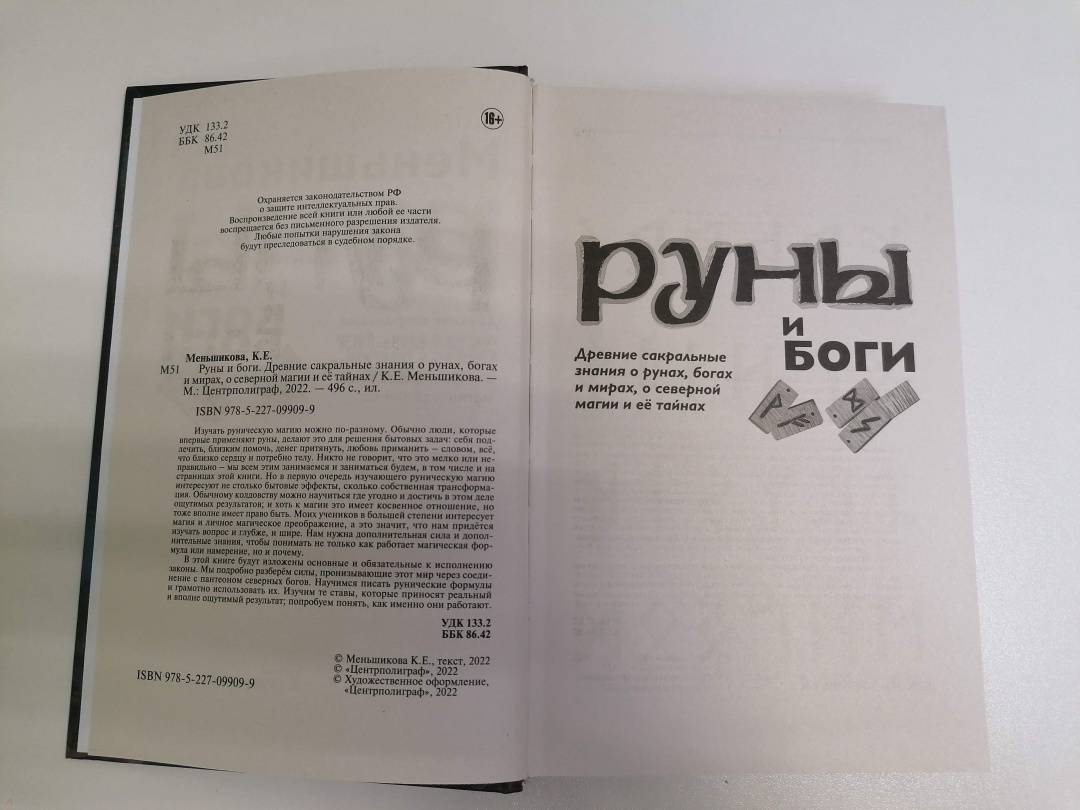 УДК 133.2
ББК 86.42
М51
16+
Охраняется законодательством РФ
о защите интеллектуальных прав.
Воспроизведение всей книги или любой ее части
воспрещается без письменного разрешения издателя.
Любые попытки нарушения закона
будут преследоваться в судебном порядке.
Меньшикова, К.Е.
М51 Руны и боги. Древние сакральные знания о рунах, богах
и мирах, о северной магии и её тайнах / К.Е. Меньшикова. —
М.: Центрполиграф, 2022. — 496 с., ил.
ISBN 978-5-227-09909-9
Изучать руническую магию можно по-разному. Обычно люди, которые
впервые применяют руны, делают это для решения бытовых задач: себя под-
лечить, близким помочь, денег притянуть, любовь приманить – словом, всё,
что близко сердцу и потребно телу. Никто не говорит, что это мелко или не-
правильно – мы всем этим занимаемся и заниматься будем, в том числе и на
страницах этой книги. Но в первую очередь изучающего руническую магию
интересуют не столько бытовые эффекты, сколько собственная трансформа-
ция. Обычному колдовству можно научиться где угодно и достичь в этом деле
ощутимых результатов; и хоть к магии это имеет косвенное отношение, но
тоже вполне имеет право быть. Моих учеников в большей степени интересует
магия и личное магическое преображение, а это значит, что нам придётся
изучать вопрос и глубже, и шире. Нам нужна дополнительная сила и допол-
нительные знания, чтобы понимать не только как работает магическая фор-
мула или намерение, но и почему.
В этой книге будут изложены основные и обязательные к исполнению
законы. Мы подробно разберём силы, пронизывающие этот мир через соеди-
нение с пантеоном северных богов. Научимся писать рунические формулы
и грамотно использовать их. Изучим те ставы, которые приносят реальный
и вполне ощутимый результат; попробуем понять, как именно они работают.
УДК 133.2
ББК 86.42
© Меньшикова К.Е., текст, 2022
© «Центрполиграф», 2022
© Художественное оформление,
«Центрполиграф», 2022
ISBN 978-5-227-09909-9
Руны
и
Боги
Древние сакральные
знания о рунах, богах
и мирах, о северной
магии и её тайнах